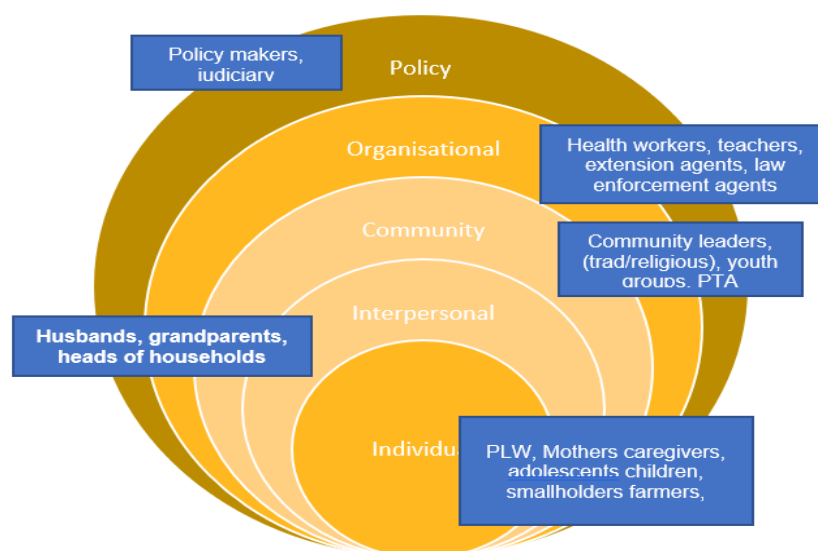 Policy makers,
judiciary
Policy
Organisational
Health workers, teachers,
extension agents, law
enforcement agents
Community
Community leaders,
(trad/religious), youth
groups, PTA
Interpersonal
Husbands, grandparents,
heads of households
Individua
PLW, Mothers caregivers,
adolescents children,
smallholders farmers,